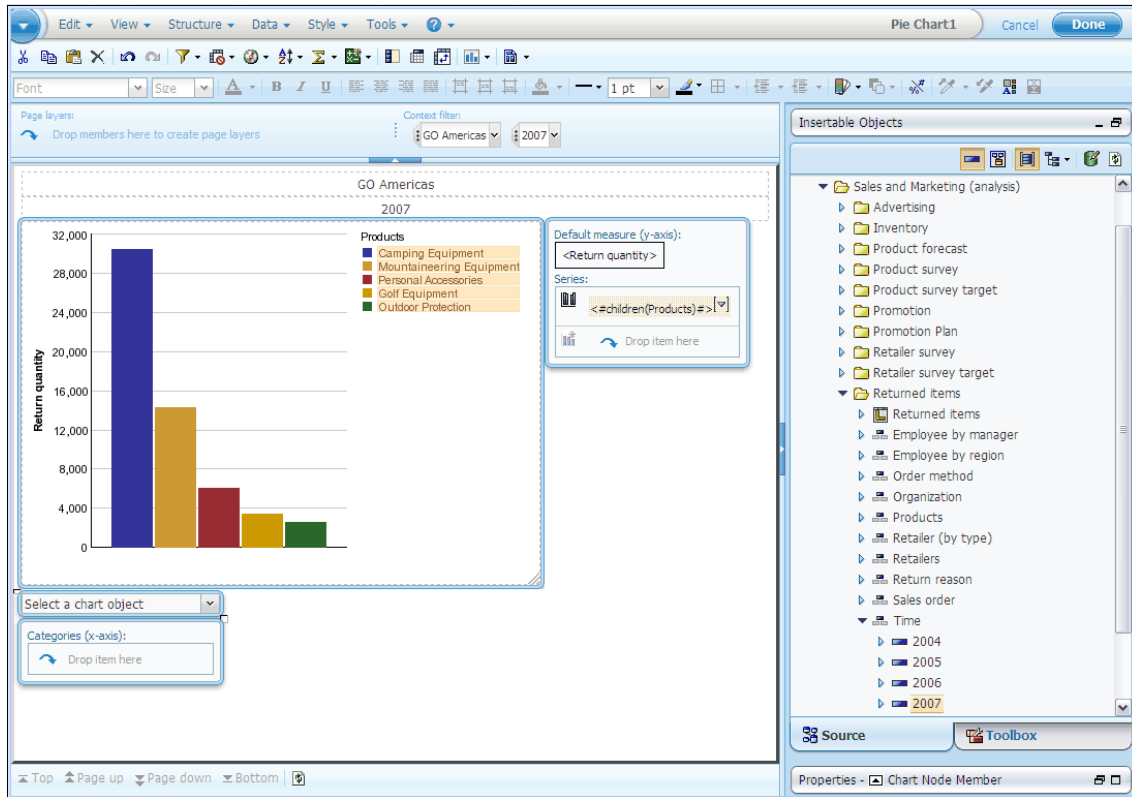 Edit View Structure Data Style Tools Pie Chart1 Cancel Done
Font Size A B I U 1 pt
Page layers:
Drop members here to create page layers
Context filter:
GO Americas 2007
GO Americas
2007
32,000
28,000
24,000
20,000
16,000
12,000
8,000
4,000
0
Return quantity
Products
Camping Equipment
Mountaineering Equipment
Personal Accessories
Golf Equipment
Outdoor Protection
Default measure (y-axis):
<Return quantity>
Series:
<#children(Products)#>
Drop item here
Select a chart object
Categories (x-axis):
Drop item here
Top Page up Page down Bottom
Insertable Objects
Sales and Marketing (analysis)
Advertising
Inventory
Product forecast
Product survey
Product survey target
Promotion
Promotion Plan
Retailer survey
Retailer survey target
Returned items
Returned items
Employee by manager
Employee by region
Order method
Organization
Products
Retailer (by type)
Retailers
Return reason
Sales order
Time
2004
2005
2006
2007
Source Toolbox
Properties - Chart Node Member